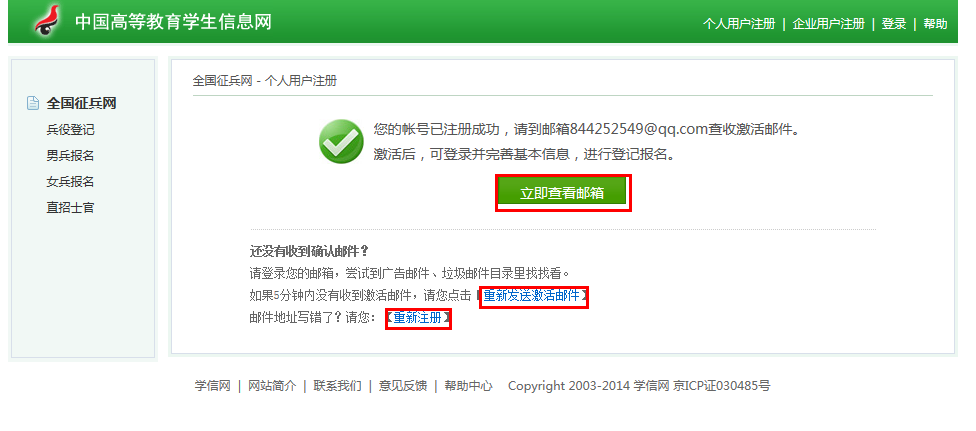 中国高等教育学生信息网
个人用户注册 | 企业用户注册 | 登录 | 帮助
全国征兵网
兵役登记
男兵报名
女兵报名
直招士官
全国征兵网 - 个人用户注册
您的帐号已注册成功，请到邮箱844252549@qq.com查收激活邮件。
激活后，可登录并完善基本信息，进行登记报名。
立即查看邮箱
还没有收到确认邮件？
请登录您的邮箱，尝试到广告邮件、垃圾邮件目录里找找看。
如果5分钟内没有收到激活邮件，请您点击【重新发送激活邮件】
邮件地址写错了？请您：【重新注册】
学信网 | 网站简介 | 联系我们 | 意见反馈 | 帮助中心 Copyright 2003-2014 学信网 京ICP证030485号